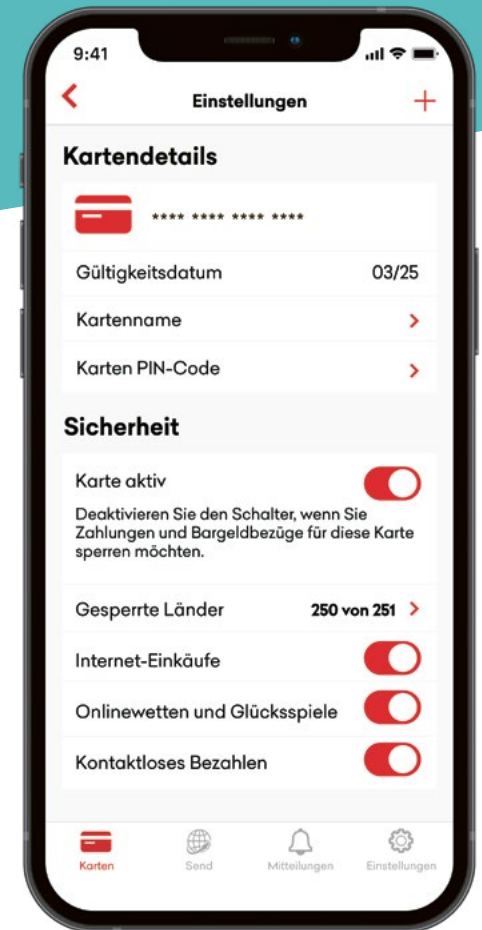 9:41
Einstellungen
Kartendetails
**** **** **** ****
Gültigkeitsdatum 03/25
Kartenname
Karten PIN-Code
Sicherheit
Karte aktiv
Deaktivieren Sie den Schalter, wenn Sie
Zahlungen und Bargeldbezüge für diese Karte
sperren möchten.
Gesperrte Länder 250 von 251
Internet-Einkäufe
Onlinewetten und Glücksspiele
Kontaktloses Bezahlen
Karten Send Mitteilungen Einstellungen